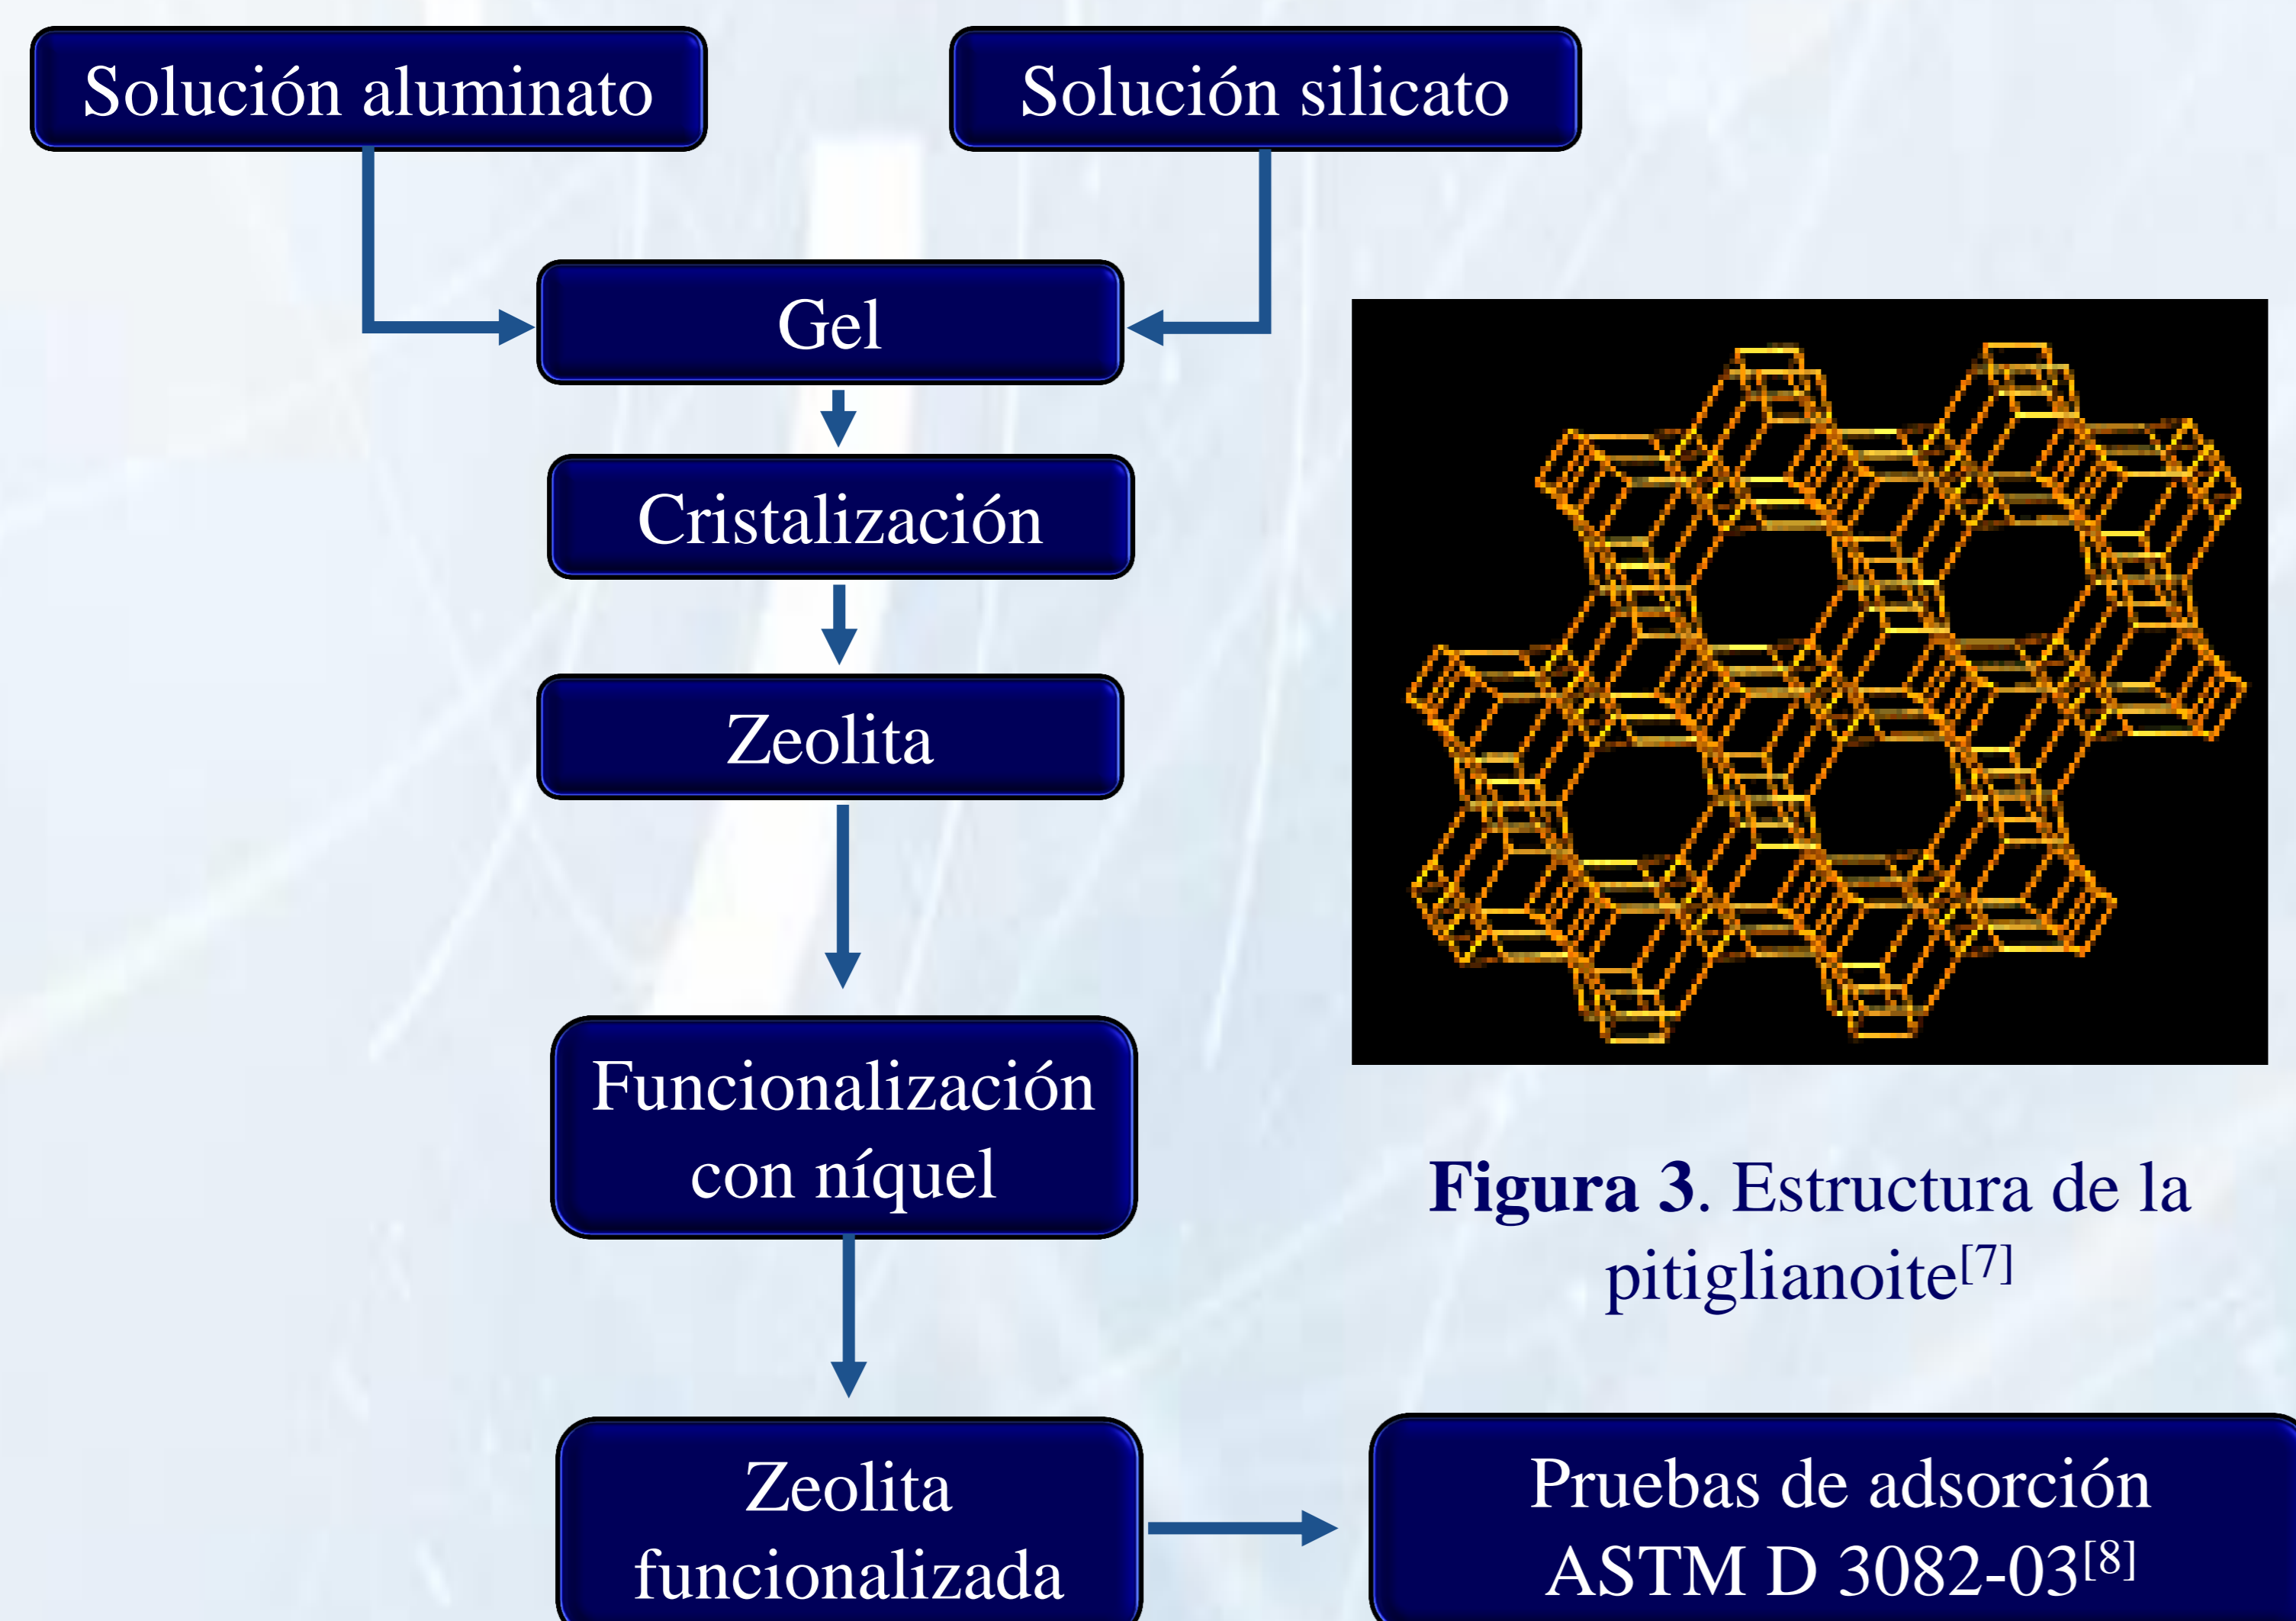 Solución aluminato
Solución silicato
Gel
Cristalización
Zeolita
Funcionalización
con níquel
Figura 3. Estructura de la
pitiglianoite[7]
Zeolita
funcionalizada
Pruebas de adsorción
ASTM D 3082-03[8]